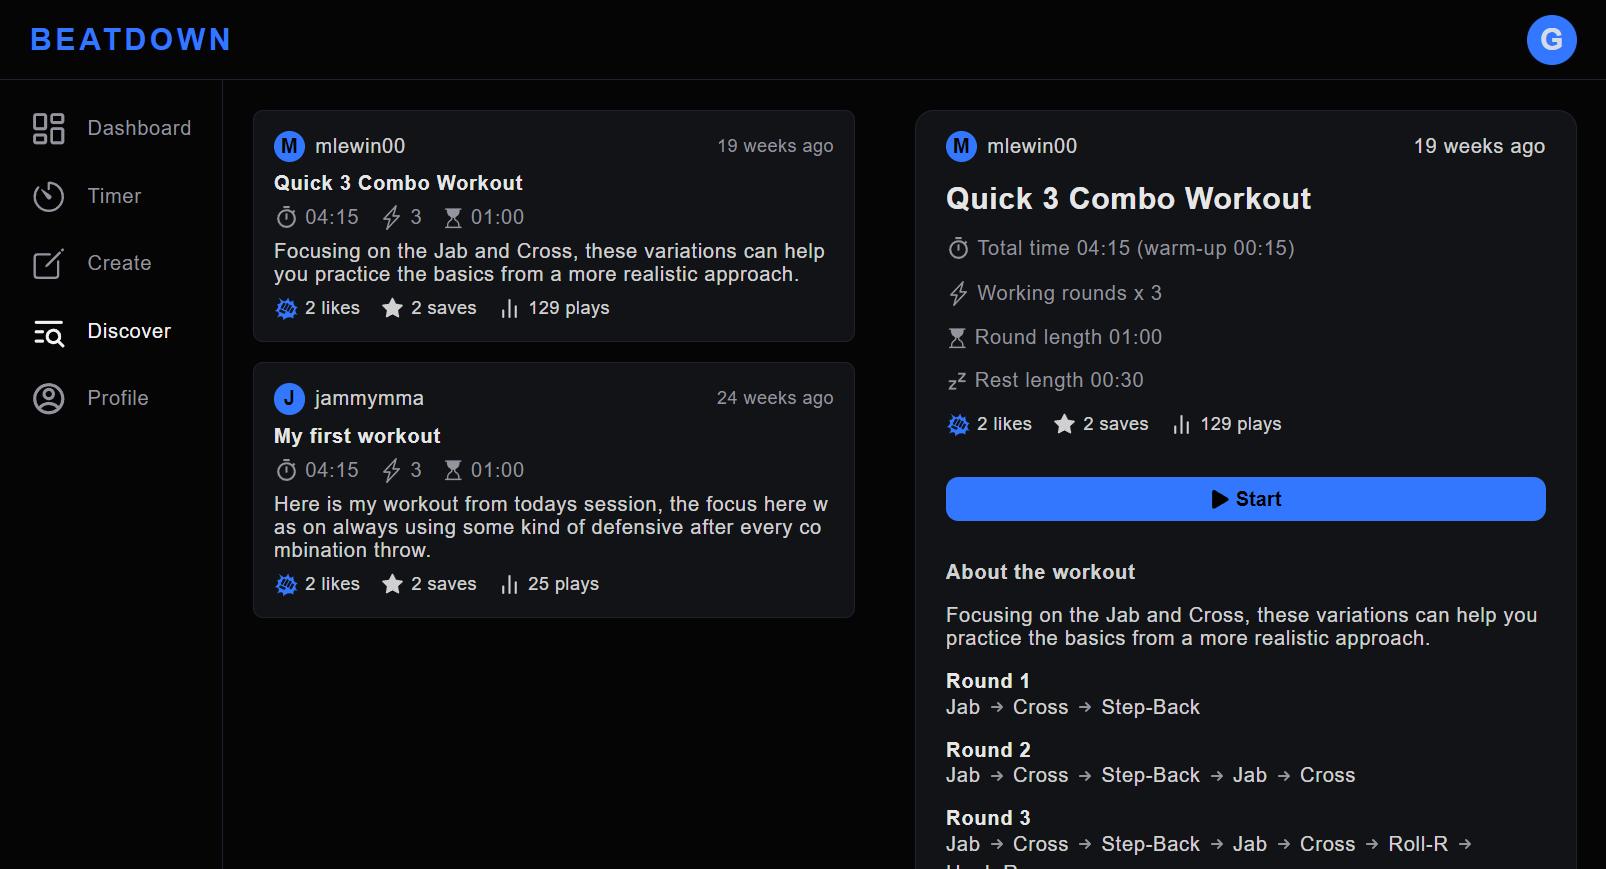 BEATDOWN
G
Dashboard
Timer
Create
Discover
Profile
M mlewin00 19 weeks ago
Quick 3 Combo Workout
04:15 3 01:00
Focusing on the Jab and Cross, these variations can help
you practice the basics from a more realistic approach.
2 likes 2 saves 129 plays
J jammymma 24 weeks ago
My first workout
04:15 3 01:00
Here is my workout from todays session, the focus here w
as on always using some kind of defensive after every co
mbination throw.
2 likes 2 saves 25 plays
M mlewin00 19 weeks ago
Quick 3 Combo Workout
Total time 04:15 (warm-up 00:15)
Working rounds x 3
Round length 01:00
Rest length 00:30
2 likes 2 saves 129 plays
Start
About the workout
Focusing on the Jab and Cross, these variations can help you
practice the basics from a more realistic approach.
Round 1
Jab → Cross → Step-Back
Round 2
Jab → Cross → Step-Back → Jab → Cross
Round 3
Jab → Cross → Step-Back → Jab → Cross → Roll-R →